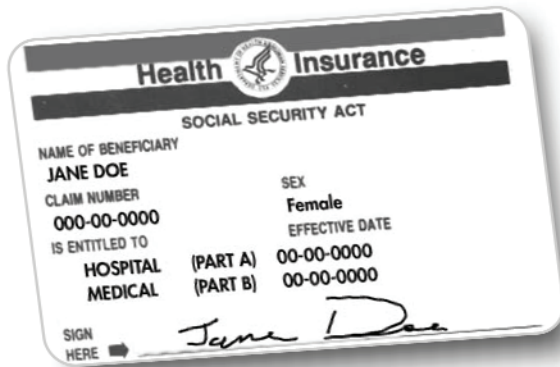 Health Insurance
SOCIAL SECURITY ACT
NAME OF BENEFICIARY
JANE DOE
CLAIM NUMBER
SEX
000-00-0000
Female
IS ENTITLED TO
EFFECTIVE DATE
HOSPITAL (PART A) 00-00-0000
MEDICAL (PART B) 00-00-0000
SIGN
HERE
Jane Doe